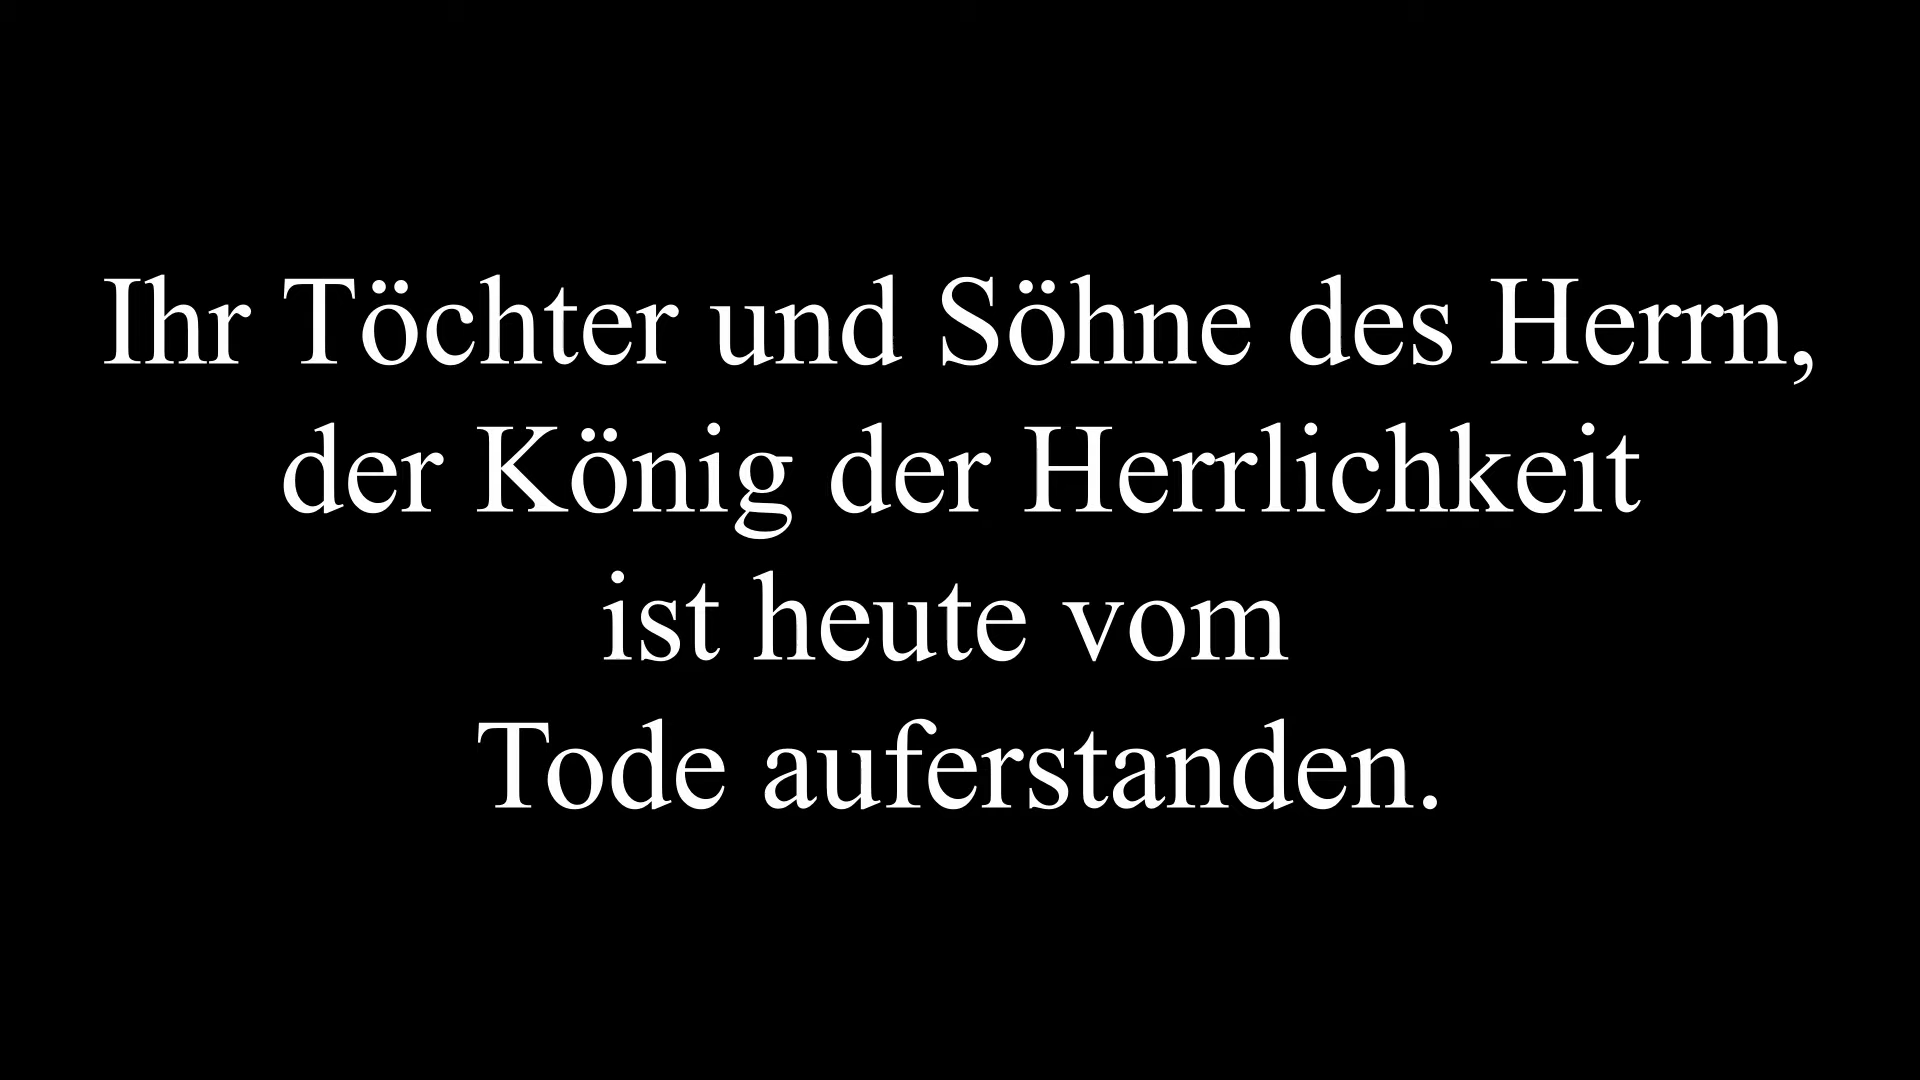 Ihr Töchter und Söhne des Herrn,
der König der Herrlichkeit
ist heute vom
Tode auferstanden.